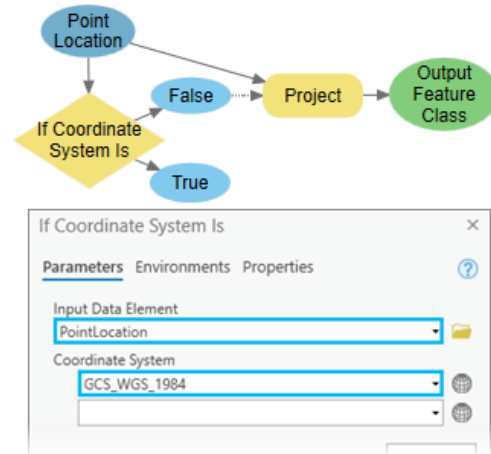 Point
Location
False
Project
Output
Feature
Class
If Coordinate
System Is
True
If Coordinate System Is
Parameters Environments Properties
?
Input Data Element
PointLocation
Coordinate System
GCS_WGS_1984